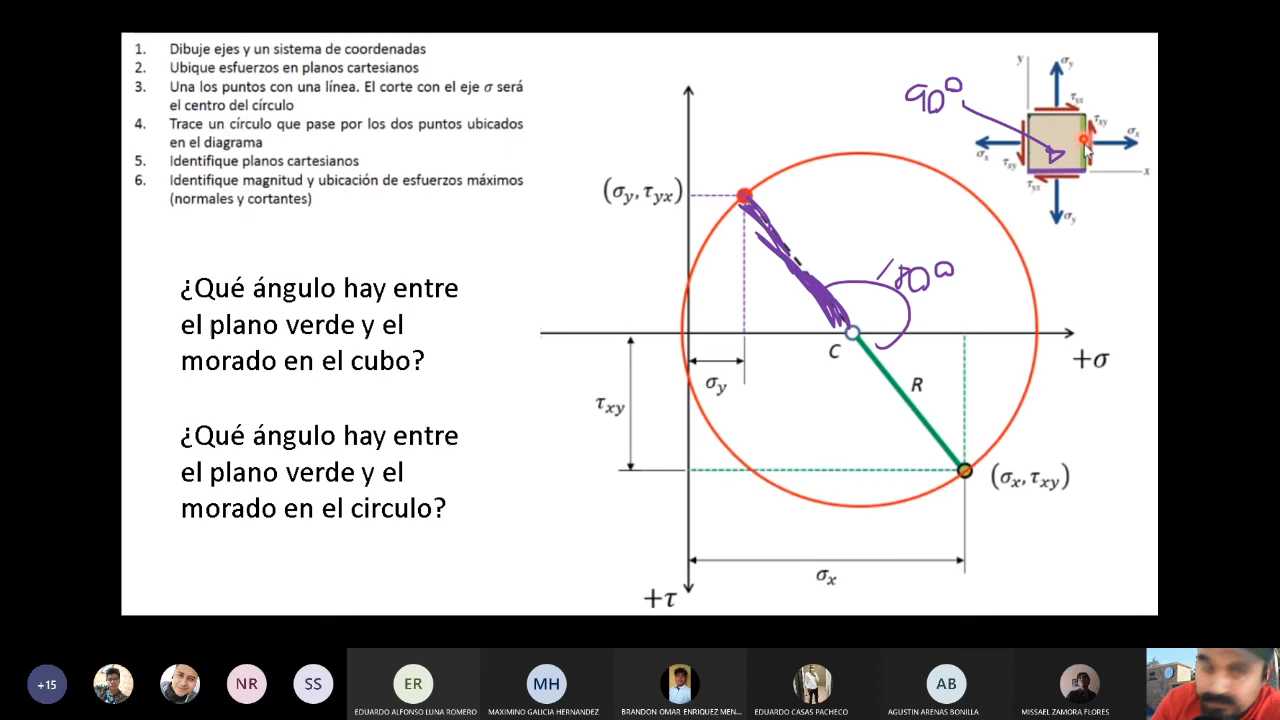 1. Dibuje ejes y un sistema de coordenadas
2. Ubique esfuerzos en planos cartesianos
3. Una los puntos con una línea. El corte con el eje σ será
el centro del círculo
4. Trace un círculo que pase por los dos puntos ubicados
en el diagrama
5. Identifique planos cartesianos
6. Identifique magnitud y ubicación de esfuerzos máximos
(normales y cortantes)
¿Qué ángulo hay entre
el plano verde y el
morado en el cubo?
¿Qué ángulo hay entre
el plano verde y el
morado en el circulo?
90°
y
σy
τyx
τxy
σx
σx
τxy
x
τyx
σy
(σy, τyx)
180°
C
+σ
R
σy
τxy
(σx, τxy)
σx
+τ
+15
NR
SS
ER
EDUARDO ALFONSO LUNA ROMERO
MH
MAXIMINO GALICIA HERNANDEZ
BRANDON OMAR ENRIQUEZ MEN...
EDUARDO CASAS PACHECO
AB
AGUSTIN ARENAS BONILLA
MISSAEL ZAMORA FLORES